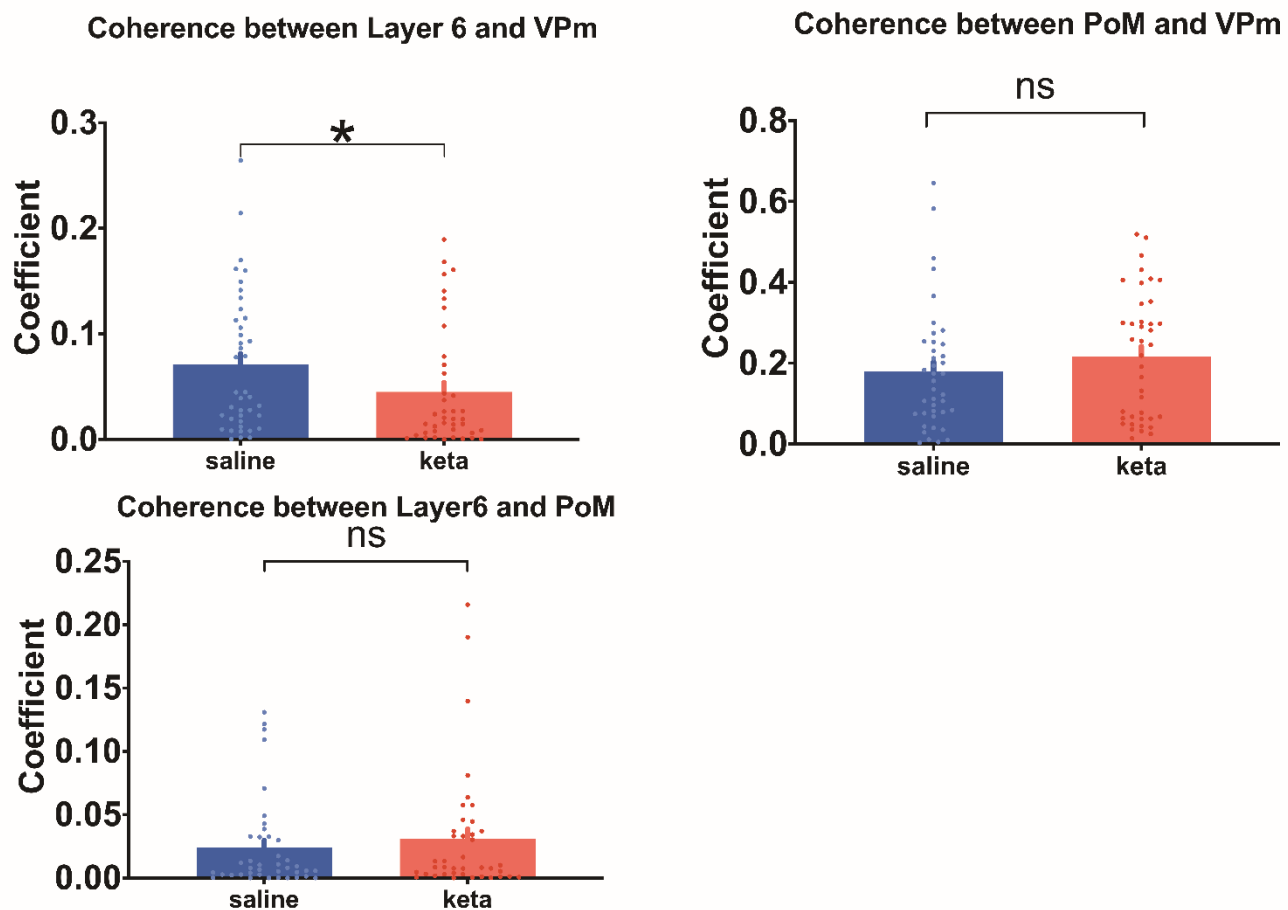 Coherence between Layer 6 and VPm
*
0.3
0.2
0.1
0.0
Coefficient
saline keta
Coherence between PoM and VPm
ns
0.8
0.6
0.4
0.2
0.0
Coefficient
saline keta
Coherence between Layer6 and PoM
ns
0.25
0.20
0.15
0.10
0.05
0.00
Coefficient
saline keta